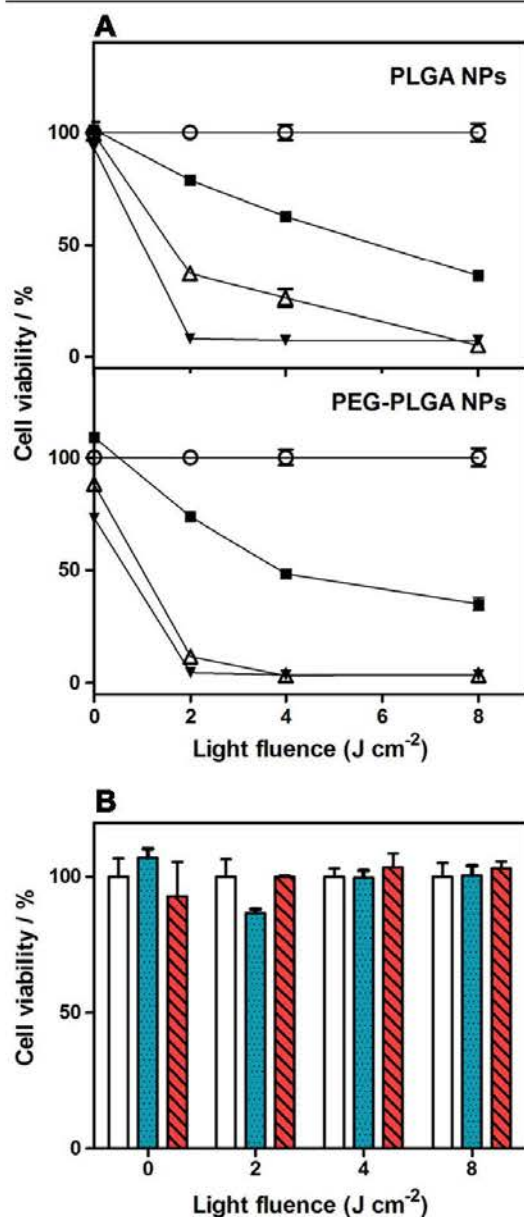 A
PLGA NPs
100
50
0
Cell viability / %
PEG-PLGA NPs
100
50
0
0 2 4 6 8
Light fluence (J cm-2)
B
100
50
0
Cell viability / %
0 2 4 8
Light fluence (J cm-2)